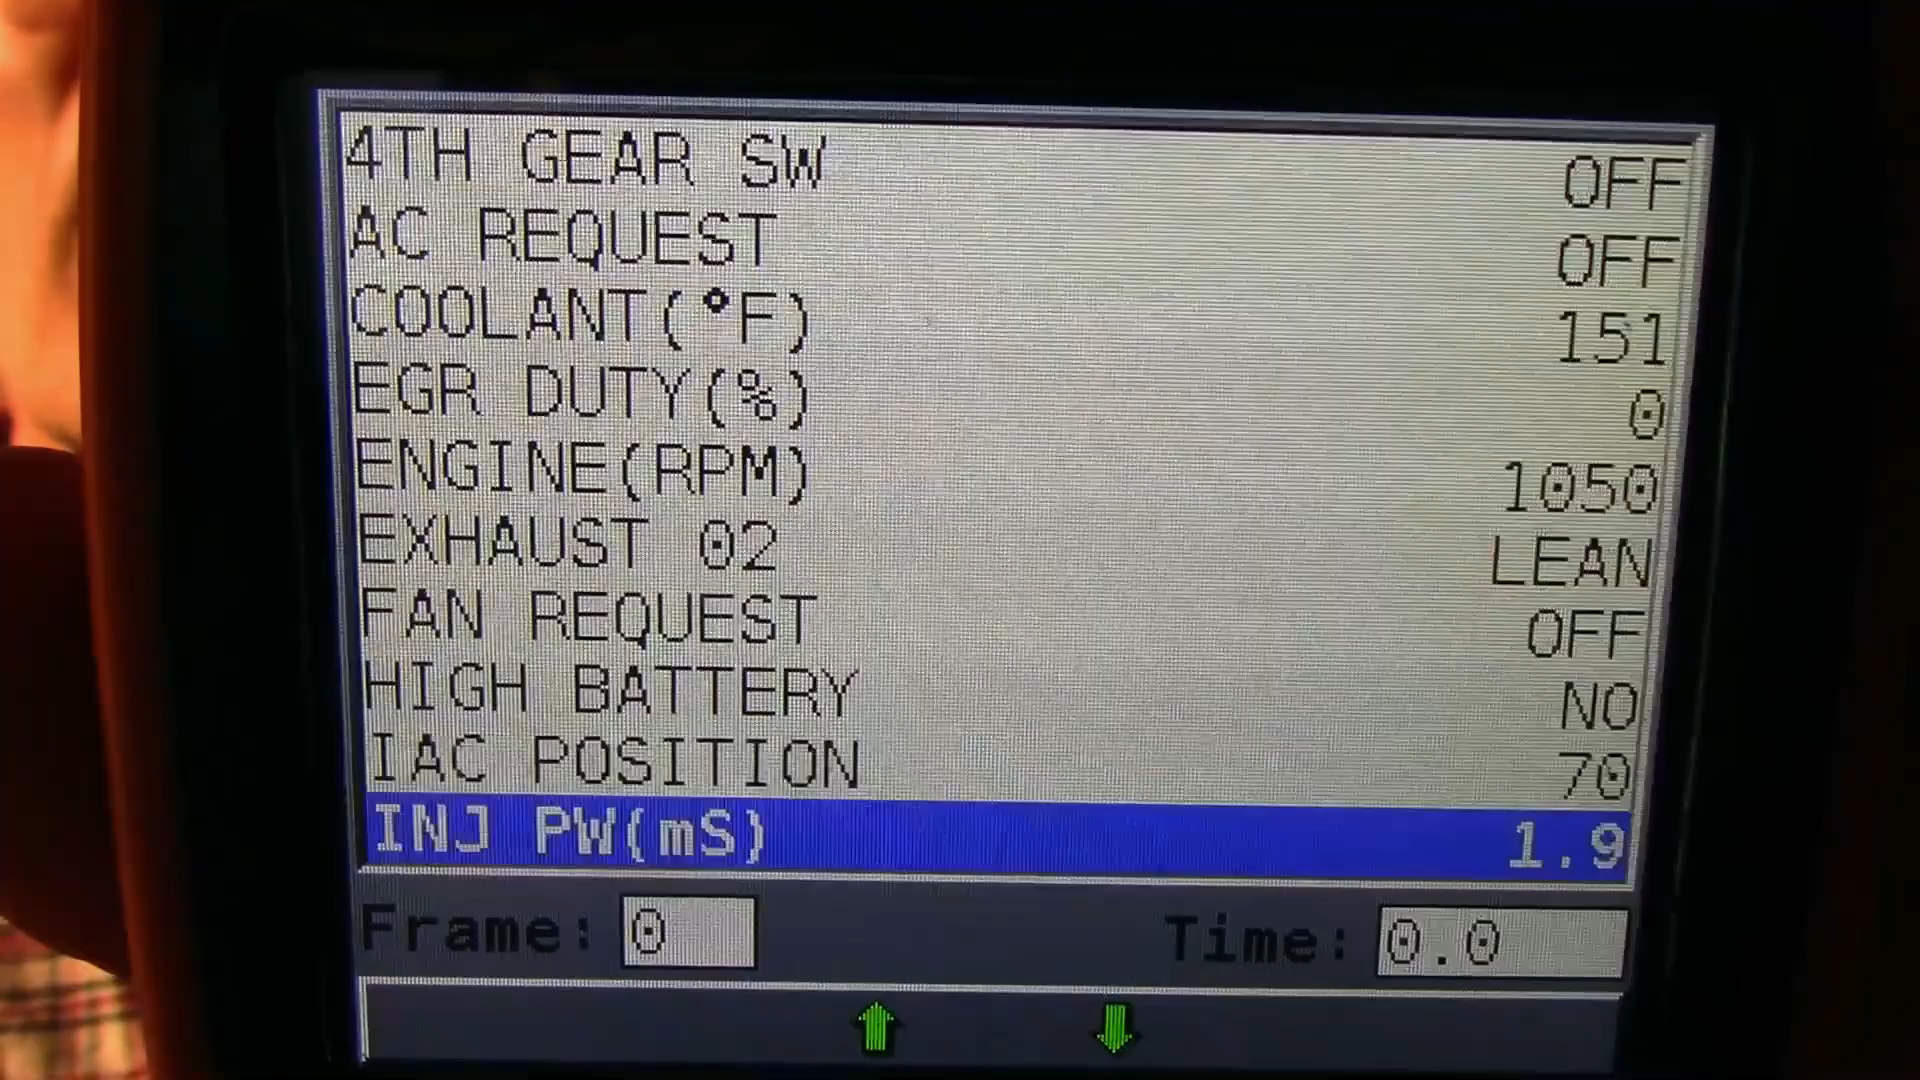 4TH GEAR SW OFF
AC REQUEST OFF
COOLANT(°F) 151
EGR DUTY(%) 0
ENGINE(RPM) 1050
EXHAUST 02 LEAN
FAN REQUEST OFF
HIGH BATTERY NO
IAC POSITION 70
INJ PW(mS) 1.9
Frame: 0 Time: 0.0